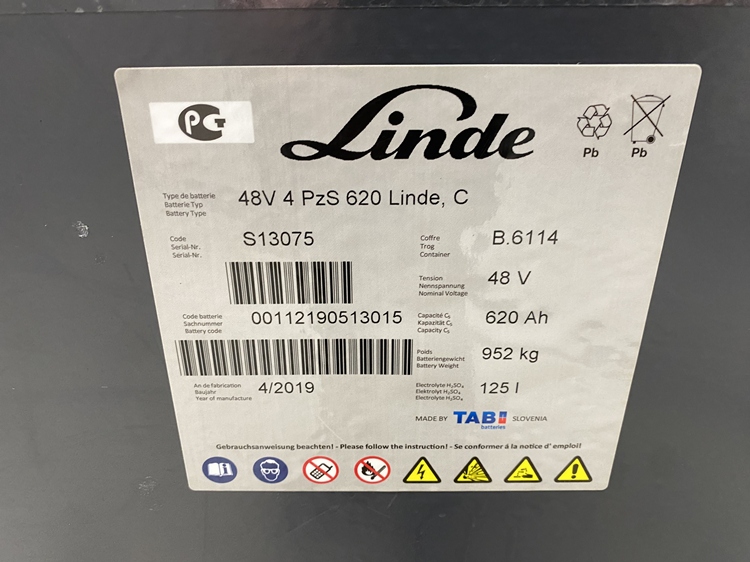 PCT
Linde
Pb
Pb
Type de batterie
Batterie Typ
Battery Type
48V 4 PzS 620 Linde, C
Code
Serial-Nr.
Serial-Nr.
S13075
Coffre
Trog
Container
B.6114
Tension
Nennspannung
Nominal Voltage
48 V
Code batterie
Sachnummer
Battery code
00112190513015
Capacité C₅
Kapazität C₅
Capacity C₅
620 Ah
Poids
Batteriengewicht
Battery Weight
952 kg
An de fabrication
Baujahr
Year of manufacture
4/2019
Electrolyte H₂SO₄
Elektrolyt H₂SO₄
Electrolyte H₂SO₄
125 l
MADE BY TAB batteries SLOVENIA
Gebrauchsanweisung beachten! - Please follow the instruction! - Se conformer à la notice d' emploi!